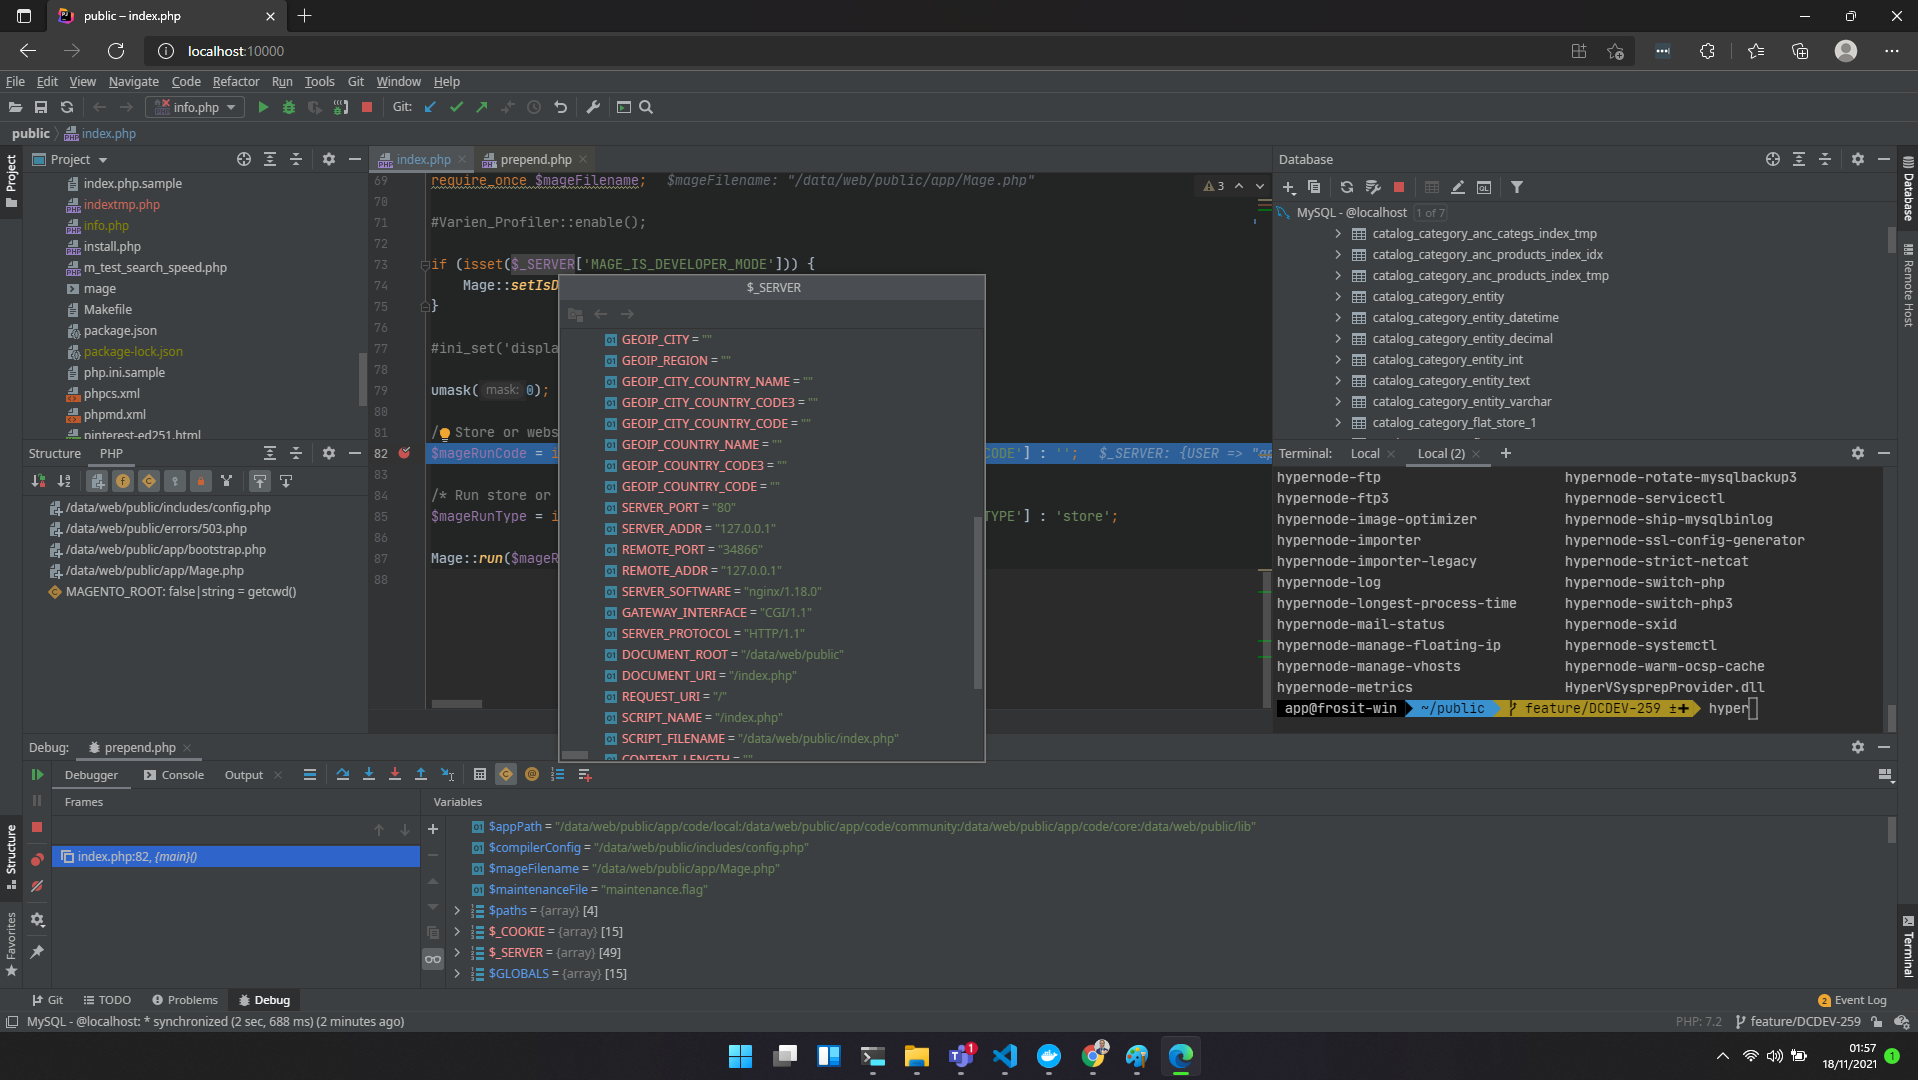 public – index.php
localhost:10000
File Edit View Navigate Code Refactor Run Tools Git Window Help
info.php Git:
public index.php
Project
index.php.sample
indextmp.php
info.php
install.php
m_test_search_speed.php
mage
Makefile
package.json
package-lock.json
php.ini.sample
phpcs.xml
phpmd.xml
pinterest-ed251.html
Structure PHP
/data/web/public/includes/config.php
/data/web/public/errors/503.php
/data/web/public/app/bootstrap.php
/data/web/public/app/Mage.php
MAGENTO_ROOT: false|string = getcwd()
Project
Structure
Favorites
index.php prepend.php
3
69 require_once $mageFilename; $mageFilename: "/data/web/public/app/Mage.php"
70
71 #Varien_Profiler::enable();
72
73 if (isset($_SERVER['MAGE_IS_DEVELOPER_MODE'])) {
74 Mage::setIsD
75 }
76
77 #ini_set('displa
78
79 umask( mask: 0);
80
81 Store or webs
82 $mageRunCode = i CODE'] : ''; $_SERVER: {USER => "ap
83
84 /* Run store or
85 $mageRunType = i TYPE'] : 'store';
86
87 Mage::run($mageR
88
$_SERVER
GEOIP_CITY = ""
GEOIP_REGION = ""
GEOIP_CITY_COUNTRY_NAME = ""
GEOIP_CITY_COUNTRY_CODE3 = ""
GEOIP_CITY_COUNTRY_CODE = ""
GEOIP_COUNTRY_NAME = ""
GEOIP_COUNTRY_CODE3 = ""
GEOIP_COUNTRY_CODE = ""
SERVER_PORT = "80"
SERVER_ADDR = "127.0.0.1"
REMOTE_PORT = "34866"
REMOTE_ADDR = "127.0.0.1"
SERVER_SOFTWARE = "nginx/1.18.0"
GATEWAY_INTERFACE = "CGI/1.1"
SERVER_PROTOCOL = "HTTP/1.1"
DOCUMENT_ROOT = "/data/web/public"
DOCUMENT_URI = "/index.php"
REQUEST_URI = "/"
SCRIPT_NAME = "/index.php"
SCRIPT_FILENAME = "/data/web/public/index.php"
CONTENT_LENGTH = ""
Database
MySQL - @localhost 1 of 7
catalog_category_anc_categs_index_tmp
catalog_category_anc_products_index_idx
catalog_category_anc_products_index_tmp
catalog_category_entity
catalog_category_entity_datetime
catalog_category_entity_decimal
catalog_category_entity_int
catalog_category_entity_text
catalog_category_entity_varchar
catalog_category_flat_store_1
Database
Remote Host
Terminal
Terminal: Local Local (2)
hypernode-ftp hypernode-rotate-mysqlbackup3
hypernode-ftp3 hypernode-servicectl
hypernode-image-optimizer hypernode-ship-mysqlbinlog
hypernode-importer hypernode-ssl-config-generator
hypernode-importer-legacy hypernode-strict-netcat
hypernode-log hypernode-switch-php
hypernode-longest-process-time hypernode-switch-php3
hypernode-mail-status hypernode-sxid
hypernode-manage-floating-ip hypernode-systemctl
hypernode-manage-vhosts hypernode-warm-ocsp-cache
hypernode-metrics HyperVSysprepProvider.dll
app@frosit-win ~/public feature/DCDEV-259 ±✚ hyper
Debug: prepend.php
Debugger Console Output
Frames Variables
index.php:82, {main}()
$appPath = "/data/web/public/app/code/local:/data/web/public/app/code/community:/data/web/public/app/code/core:/data/web/public/lib"
$compilerConfig = "/data/web/public/includes/config.php"
$mageFilename = "/data/web/public/app/Mage.php"
$maintenanceFile = "maintenance.flag"
$paths = {array} [4]
$_COOKIE = {array} [15]
$_SERVER = {array} [49]
$GLOBALS = {array} [15]
Git TODO Problems Debug 2 Event Log
MySQL - @localhost: * synchronized (2 sec, 688 ms) (2 minutes ago) PHP: 7.2 feature/DCDEV-259
1
01:57
18/11/2021
1